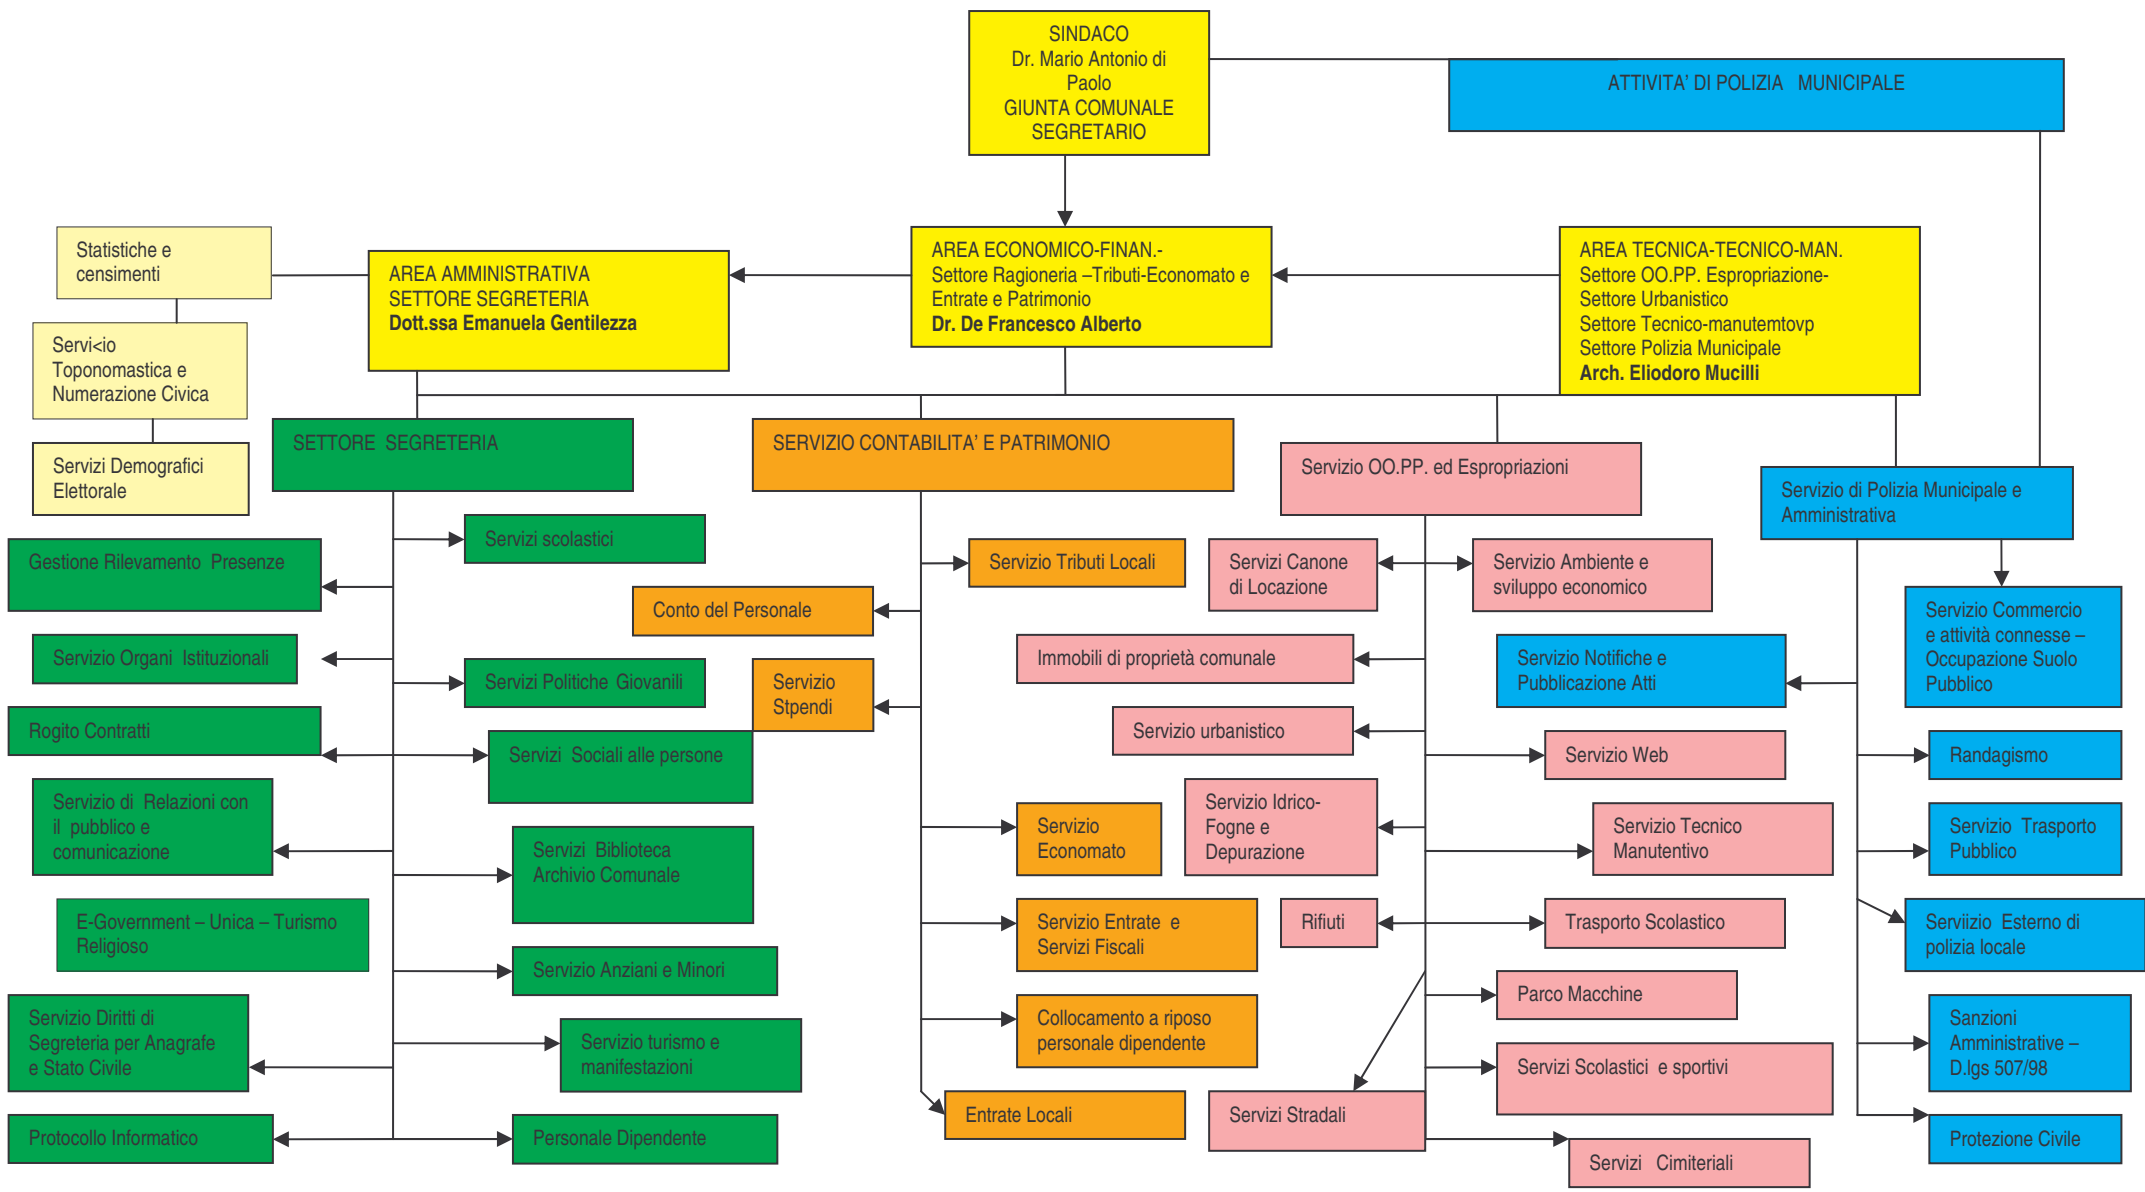 SINDACO
Dr. Mario Antonio di
Paolo
GIUNTA COMUNALE
SEGRETARIO
ATTIVITA' DI POLIZIA MUNICIPALE
Statistiche e
censimenti
AREA AMMINISTRATIVA
SETTORE SEGRETERIA
Dott.ssa Emanuela Gentilezza
AREA ECONOMICO-FINAN.-
Settore Ragioneria –Tributi-Economato e
Entrate e Patrimonio
Dr. De Francesco Alberto
AREA TECNICA-TECNICO-MAN.
Settore OO.PP. Espropriazione-
Settore Urbanistico
Settore Tecnico-manutemtovp
Settore Polizia Municipale
Arch. Eliodoro Mucilli
Servi<io
Toponomastica e
Numerazione Civica
Servizi Demografici
Elettorale
SETTORE SEGRETERIA
SERVIZIO CONTABILITA' E PATRIMONIO
Servizio OO.PP. ed Espropriazioni
Servizio di Polizia Municipale e
Amministrativa
Gestione Rilevamento Presenze
Servizio Organi Istituzionali
Rogito Contratti
Servizio di Relazioni con
il pubblico e
comunicazione
E-Government – Unica – Turismo
Religioso
Servizio Diritti di
Segreteria per Anagrafe
e Stato Civile
Protocollo Informatico
Servizi scolastici
Servizi Politiche Giovanili
Servizi Sociali alle persone
Servizi Biblioteca
Archivio Comunale
Servizio Anziani e Minori
Servizio turismo e
manifestazioni
Personale Dipendente
Conto del Personale
Servizio
Stpendi
Servizio Tributi Locali
Servizio
Economato
Servizio Entrate e
Servizi Fiscali
Collocamento a riposo
personale dipendente
Entrate Locali
Servizi Canone
di Locazione
Immobili di proprietà comunale
Servizio urbanistico
Servizio Idrico-
Fogne e
Depurazione
Rifiuti
Servizi Stradali
Servizio Ambiente e
sviluppo economico
Servizio Notifiche e
Pubblicazione Atti
Servizio Web
Servizio Tecnico
Manutentivo
Trasporto Scolastico
Parco Macchine
Servizi Scolastici e sportivi
Servizi Cimiteriali
Servizio Commercio
e attività connesse –
Occupazione Suolo
Pubblico
Randagismo
Servizio Trasporto
Pubblico
Serviizio Esterno di
polizia locale
Sanzioni
Amministrative –
D.lgs 507/98
Protezione Civile